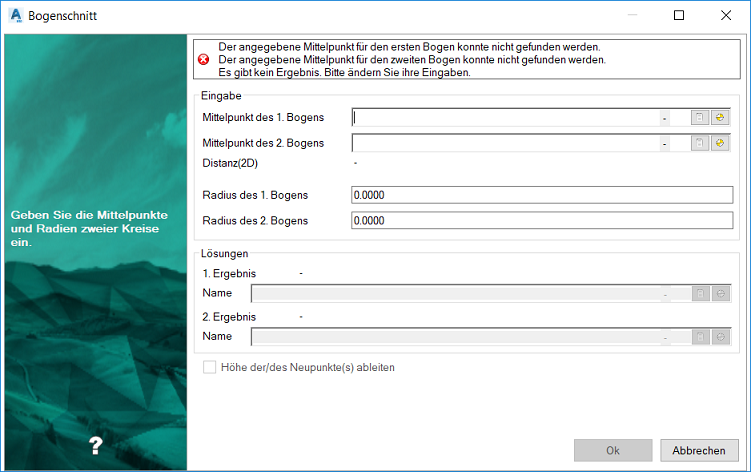 Bogenschnitt
Der angegebene Mittelpunkt für den ersten Bogen konnte nicht gefunden werden.
Der angegebene Mittelpunkt für den zweiten Bogen konnte nicht gefunden werden.
Es gibt kein Ergebnis. Bitte ändern Sie ihre Eingaben.
Geben Sie die Mittelpunkte
und Radien zweier Kreise
ein.
?
Eingabe
Mittelpunkt des 1. Bogens -
Mittelpunkt des 2. Bogens -
Distanz(2D) -
Radius des 1. Bogens 0.0000
Radius des 2. Bogens 0.0000
Lösungen
1. Ergebnis -
Name -
2. Ergebnis -
Name -
Höhe der/des Neupunkte(s) ableiten
Ok Abbrechen